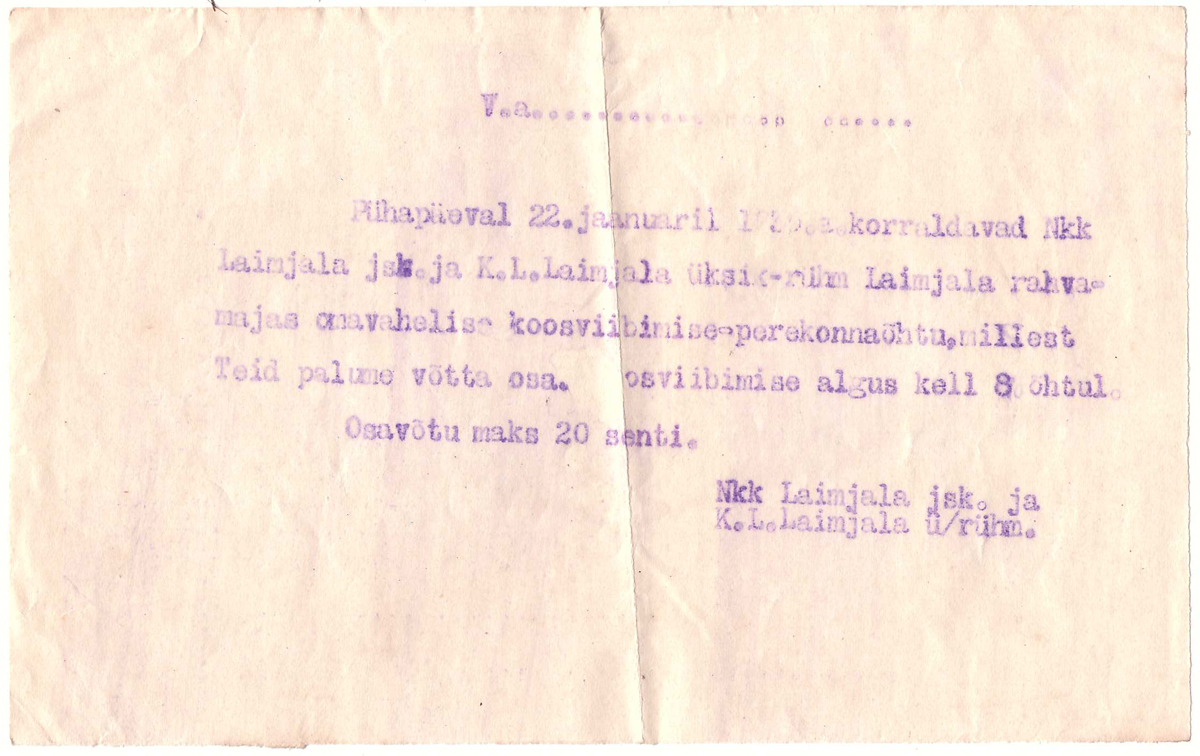 V.a.......................
Pühapäeval 22.jaanuaril korraldavad Nkk
Laimjala jsk.ja K.L.Laimjala üksik-rühm Laimjala rahva-
majas omavahelise koosviibimise-perekonnaõhtu,millest
Teid palume võtta osa. osviibimise algus kell 8 õhtul.
Osavõtu maks 20 senti.
Nkk Laimjala jsk. ja
K.L.Laimjala ü/rühm.